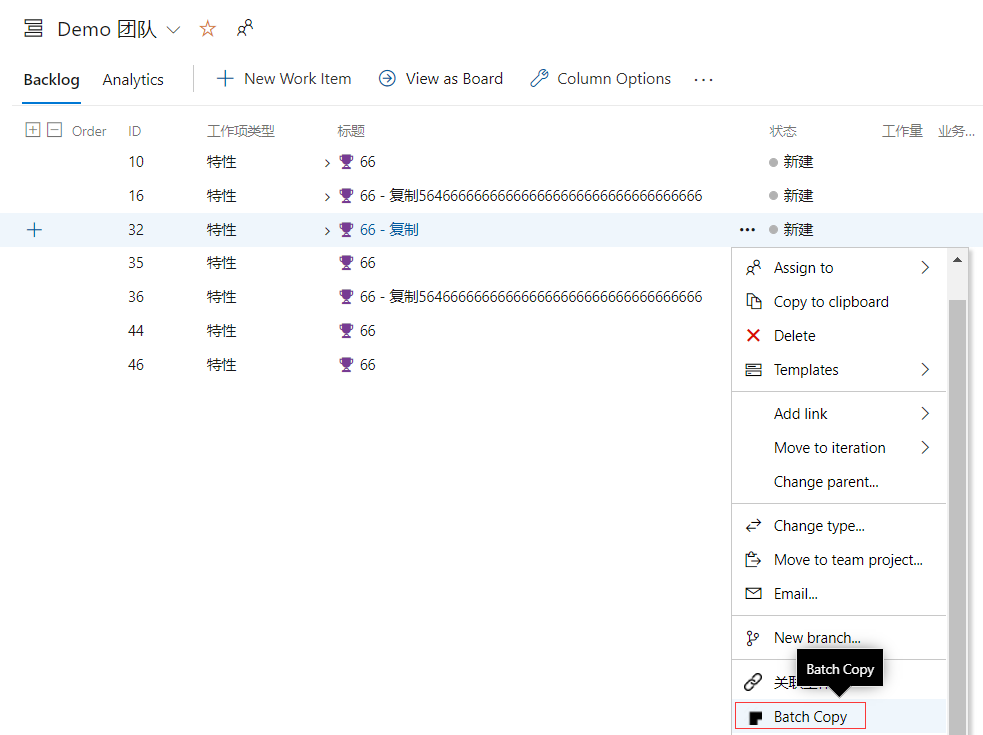 Demo 团队
Backlog Analytics New Work Item View as Board Column Options ...
Order ID 工作项类型 标题 状态 工作量 业务...
10 特性 66 新建
16 特性 66 - 复制56466666666666666666666666666666666 新建
32 特性 66 - 复制 ... 新建
35 特性 66
36 特性 66 - 复制56466666666666666666666666666666666
44 特性 66
46 特性 66
Assign to
Copy to clipboard
Delete
Templates
Add link
Move to iteration
Change parent...
Change type...
Move to team project...
Email...
New branch...
Batch Copy
Batch Copy